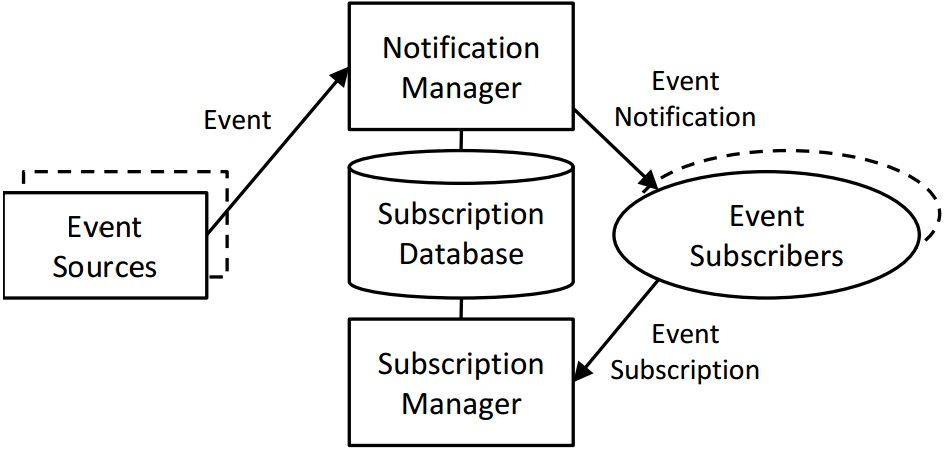 Notification
Manager
Event
Notification
Event
Event
Sources
Subscription
Database
Event
Subscribers
Event
Subscription
Subscription
Manager